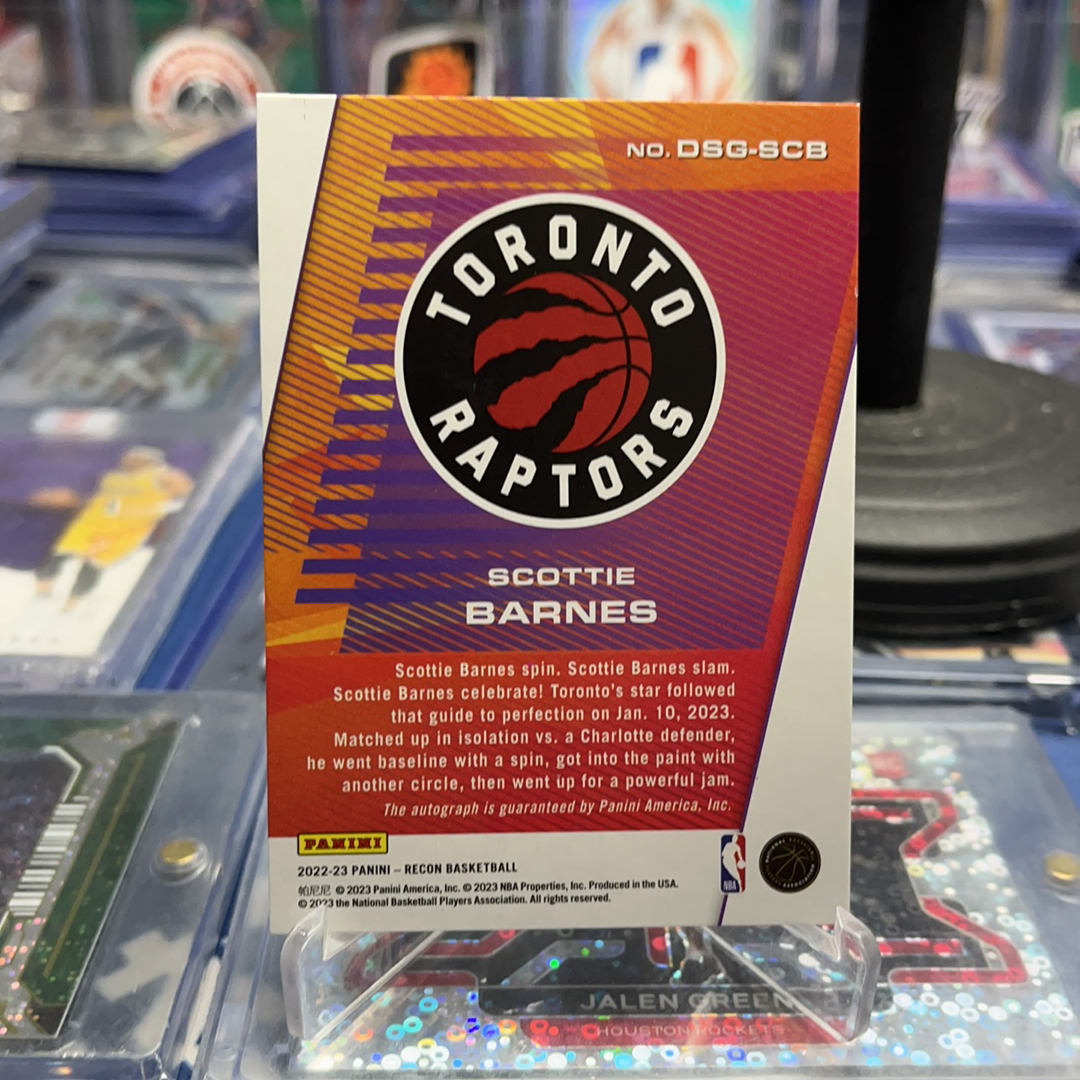 NO. DSG-SCB
TORONTO
RAPTORS
SCOTTIE
BARNES
Scottie Barnes spin. Scottie Barnes slam.
Scottie Barnes celebrate! Toronto's star followed
that guide to perfection on Jan. 10, 2023.
Matched up in isolation vs. a Charlotte defender,
he went baseline with a spin, got into the paint with
another circle, then went up for a powerful jam.
The autograph is guaranteed by Panini America, Inc.
PANINI
2022-23 PANINI – RECON BASKETBALL
帕尼尼 © 2023 Panini America, Inc. © 2023 NBA Properties, Inc. Produced in the USA.
© 2023 the National Basketball Players Association. All rights reserved.
NBA
JALEN GREEN
HOUSTON ROCKETS